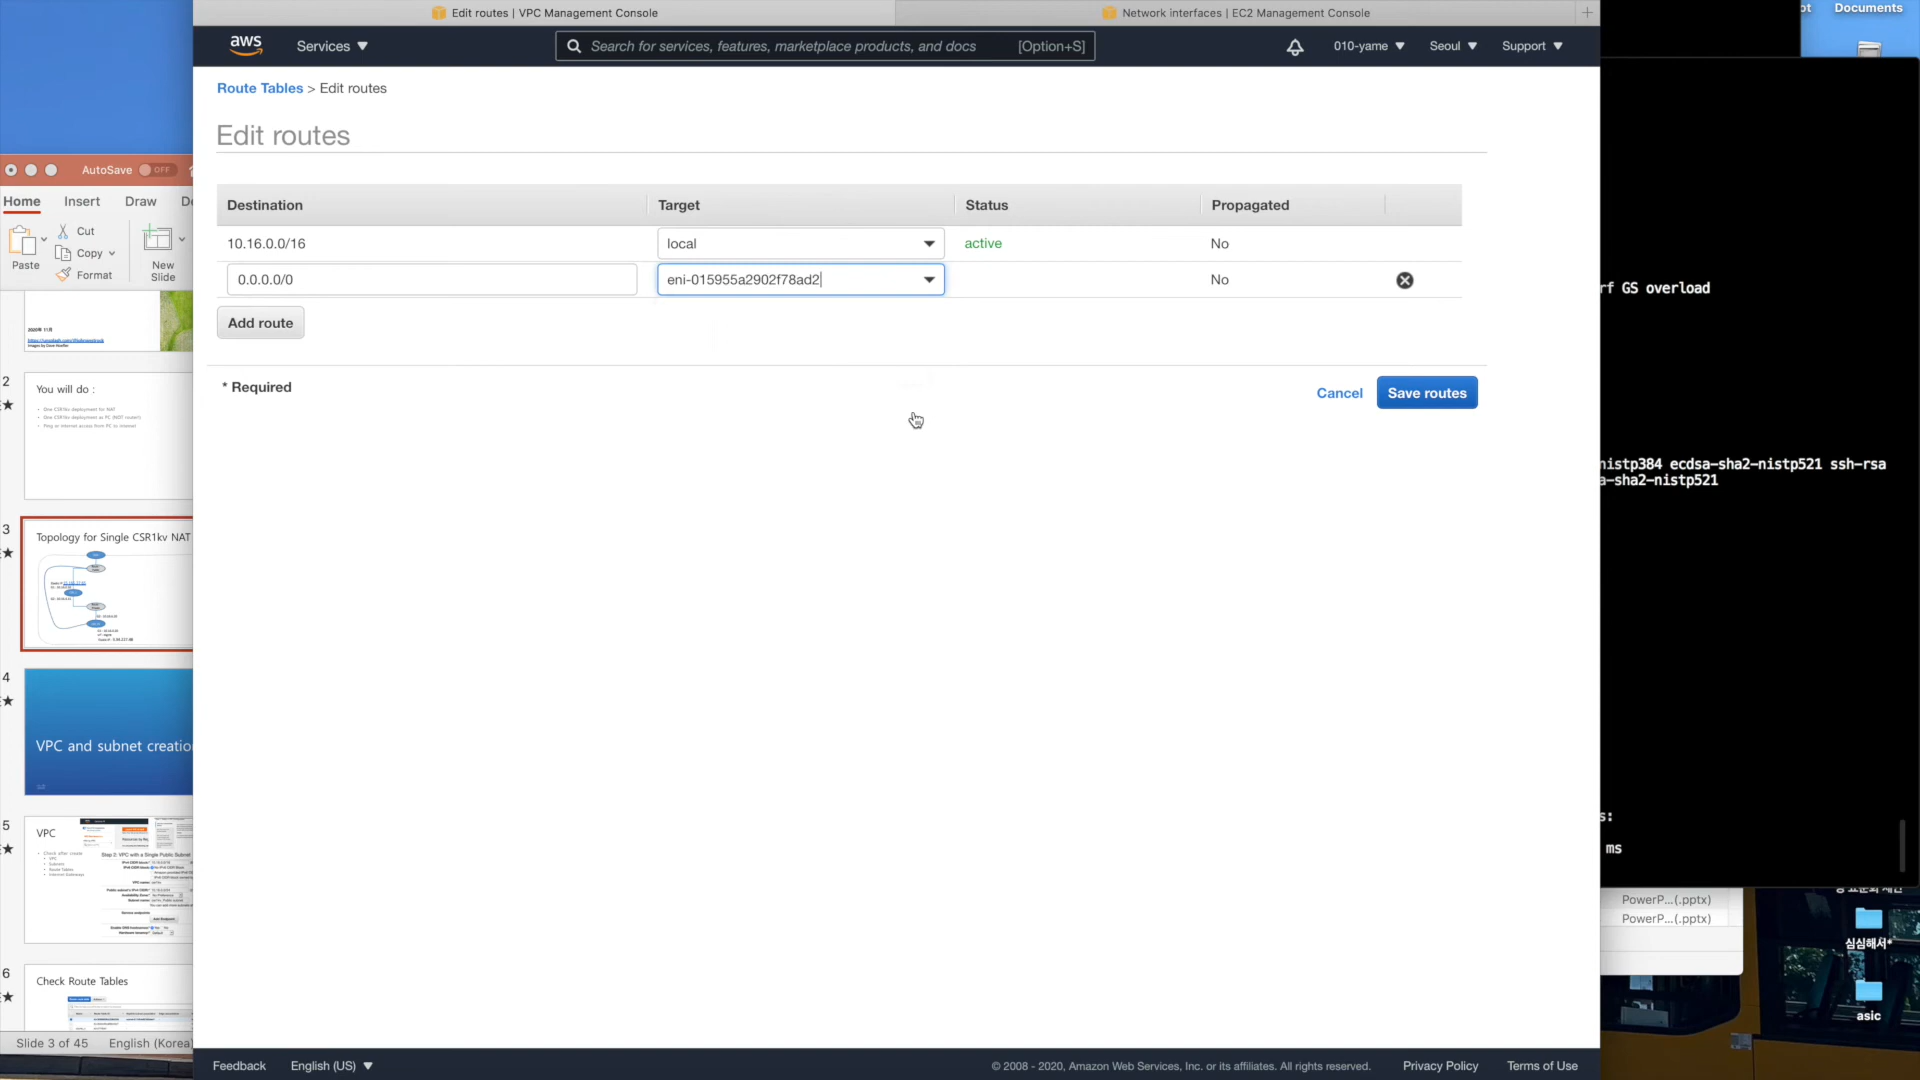 Edit routes | VPC Management Console
Network interfaces | EC2 Management Console
Documents
aws
Services
Search for services, features, marketplace products, and docs
[Option+S]
010-yame
Seoul
Support
Route Tables > Edit routes
Edit routes
Destination
Target
Status
Propagated
10.16.0.0/16
local
active
No
0.0.0.0/0
eni-015955a2902f78ad2
No
Add route
* Required
Cancel
Save routes
AutoSave
OFF
Home
Insert
Draw
Paste
Cut
Copy
Format
New
Slide
2
You will do :
3
Topology for Single CSR1kv NAT
4
VPC and subnet creatio
5
VPC
6
Check Route Tables
Slide 3 of 45
English (Korea
rf GS overload
nistp384 ecdsa-sha2-nistp521 ssh-rsa
a-sha2-nistp521
s:
ms
PowerP...(.pptx)
PowerP...(.pptx)
심심해서*
asic
Feedback
English (US)
© 2008 - 2020, Amazon Web Services, Inc. or its affiliates. All rights reserved.
Privacy Policy
Terms of Use